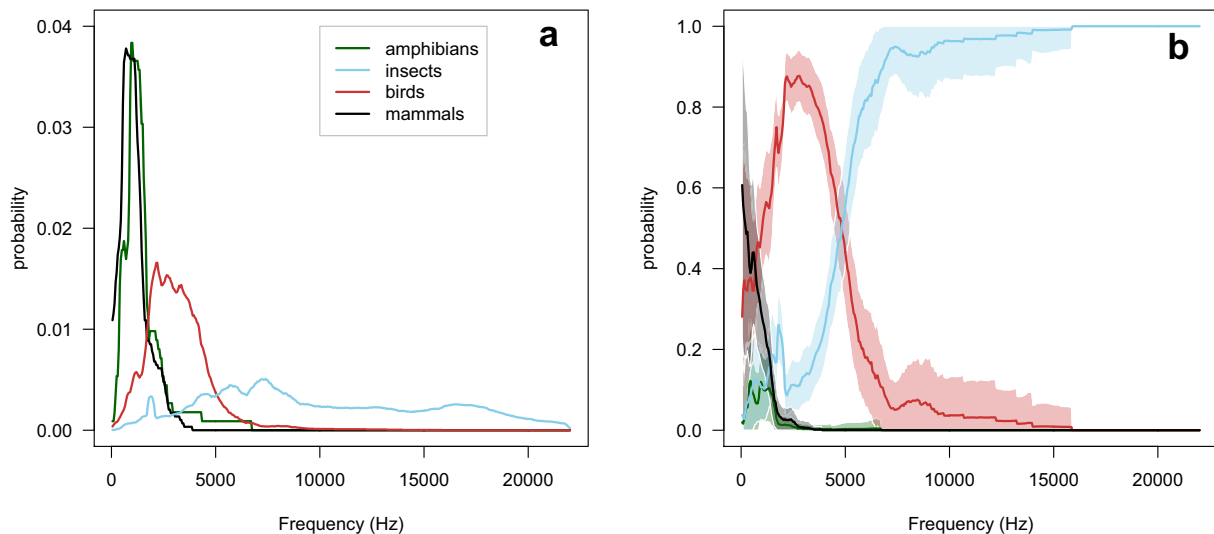 a
0.04
0.03
0.02
0.01
0.00
probability
amphibians
insects
birds
mammals
0 5000 10000 15000 20000
Frequency (Hz)
b
1.0
0.8
0.6
0.4
0.2
0.0
probability
0 5000 10000 15000 20000
Frequency (Hz)